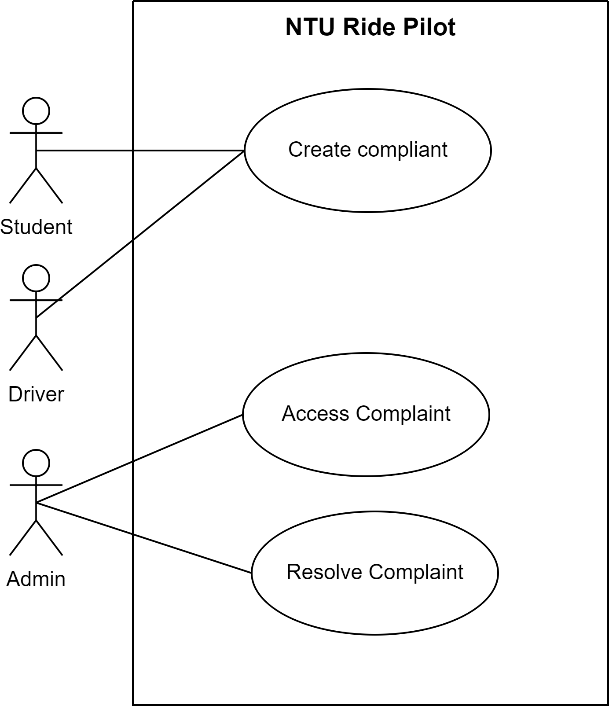 NTU Ride Pilot
Create compliant
Student
Driver
Access Complaint
Admin
Resolve Complaint